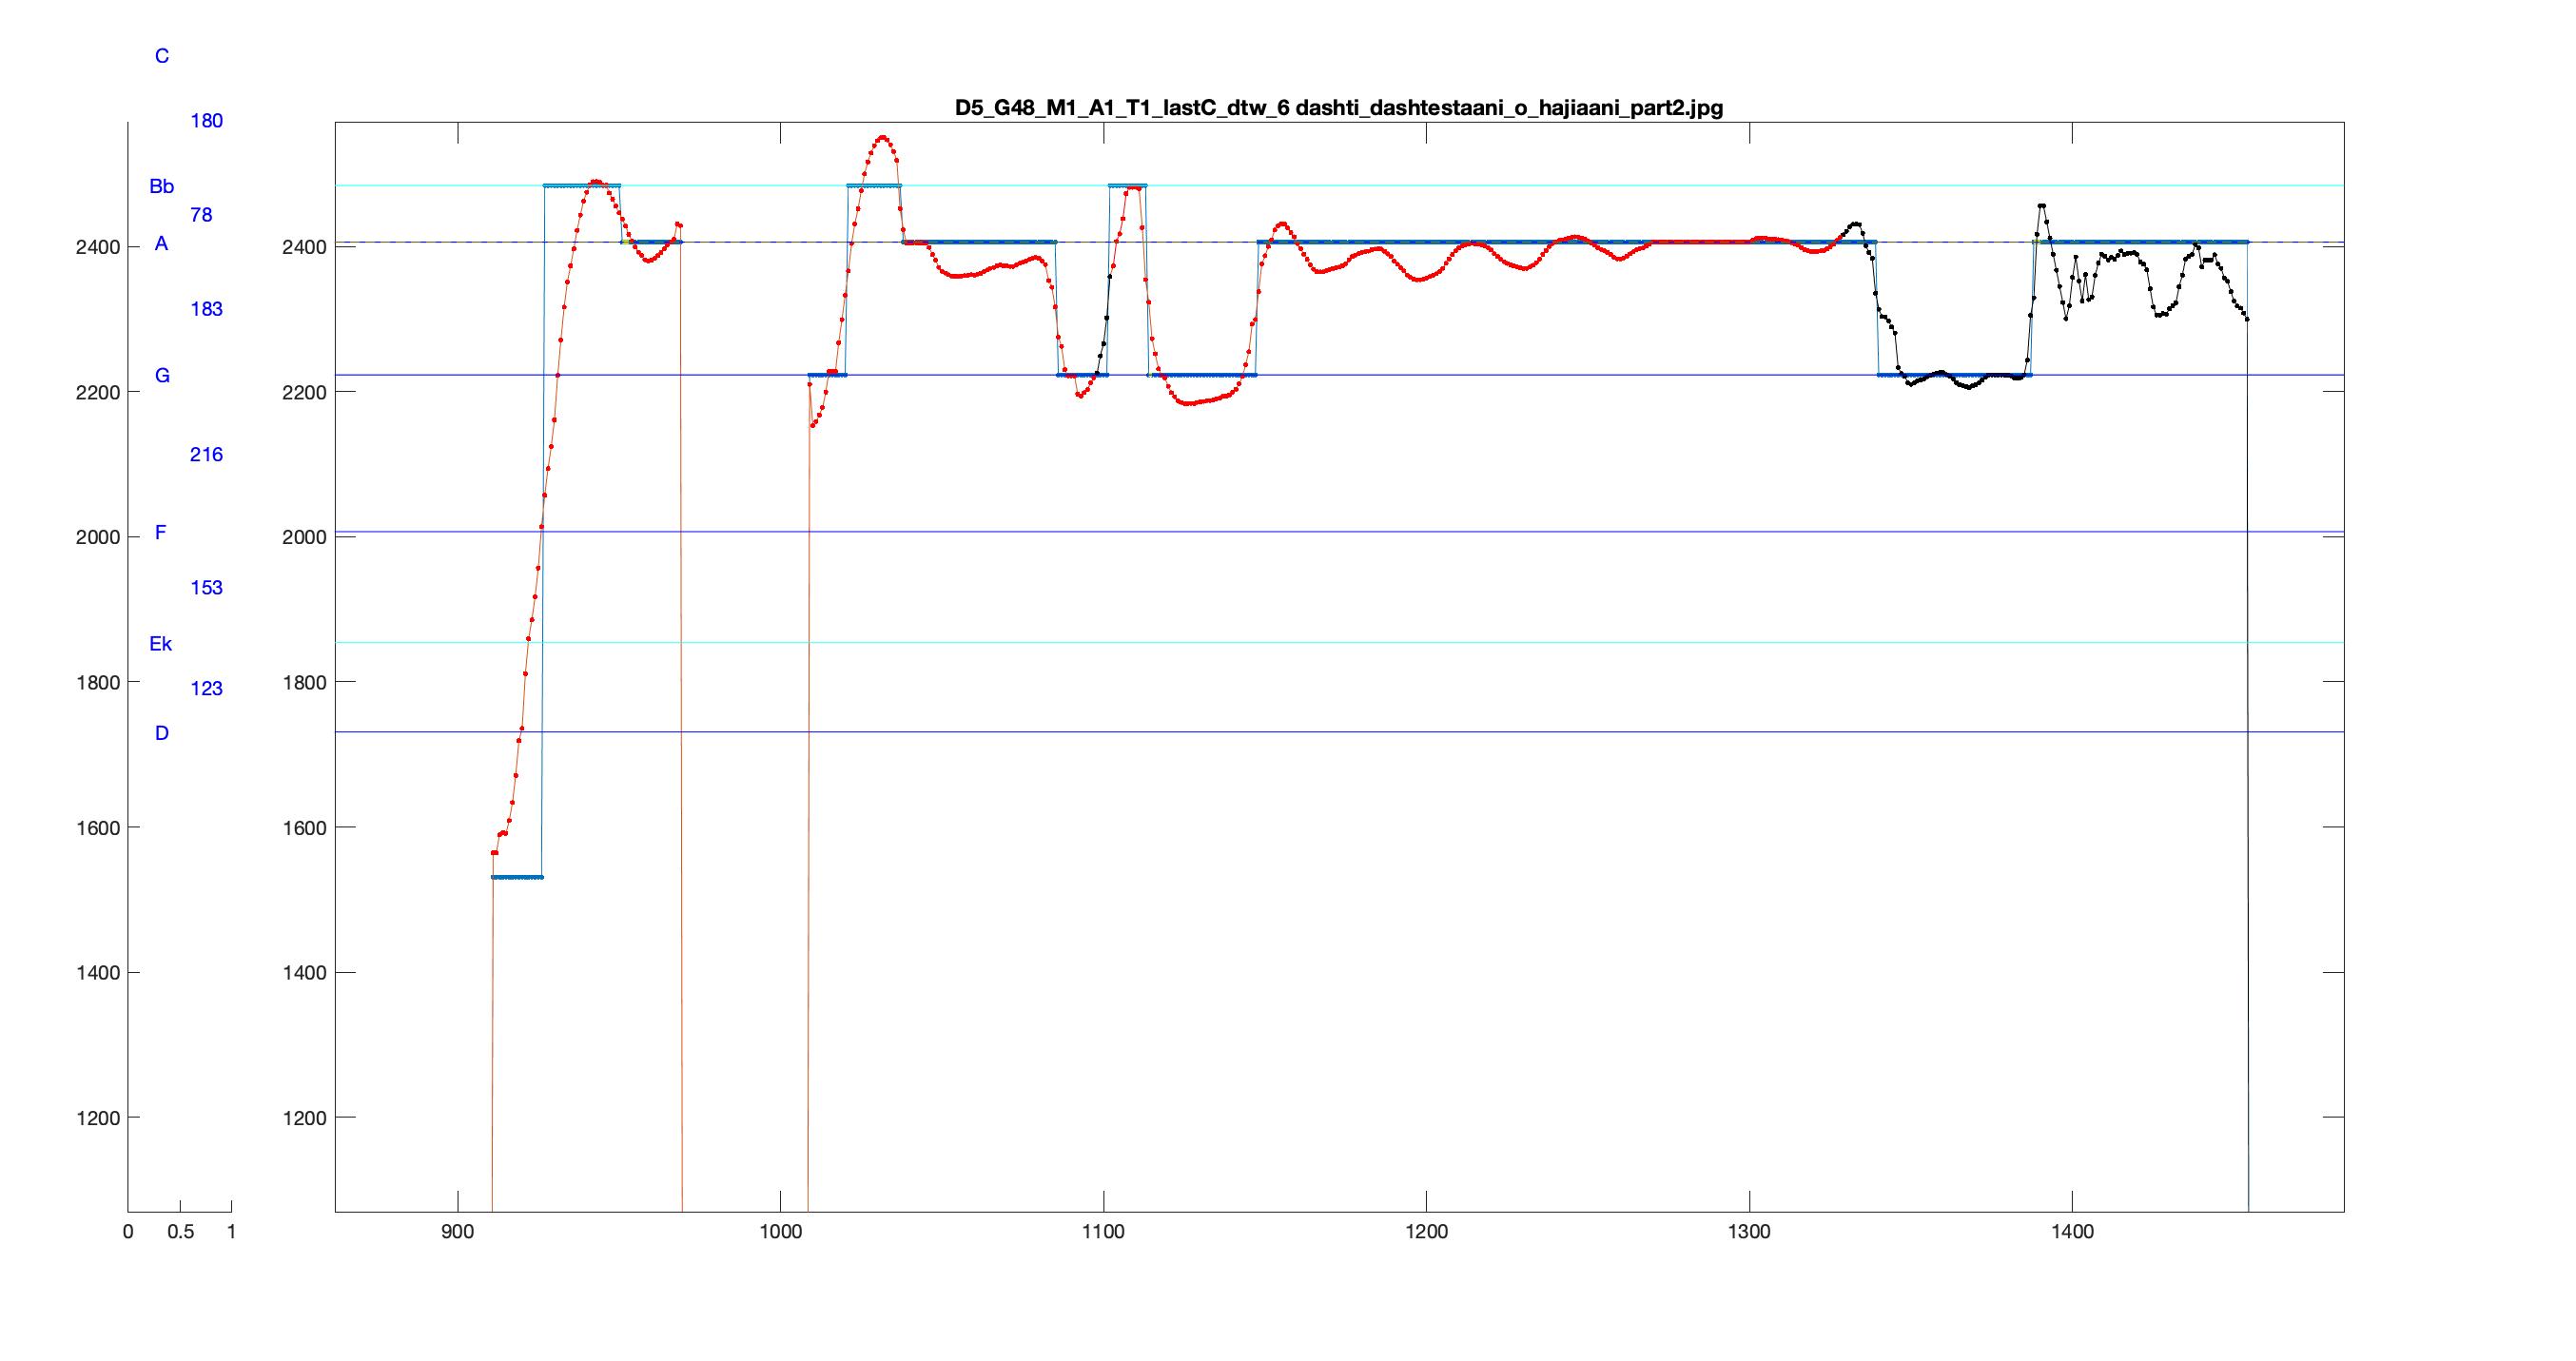 C
D5_G48_M1_A1_T1_lastC_dtw_6 dashti_dashtestaani_o_hajiaani_part2.jpg
180
Bb
78
2400 A 2400
183
G
2200 2200
216
2000 F 2000
153
Ek
1800 1800
123
D
1600 1600
1400 1400
1200 1200
0 0.5 1 900 1000 1100 1200 1300 1400